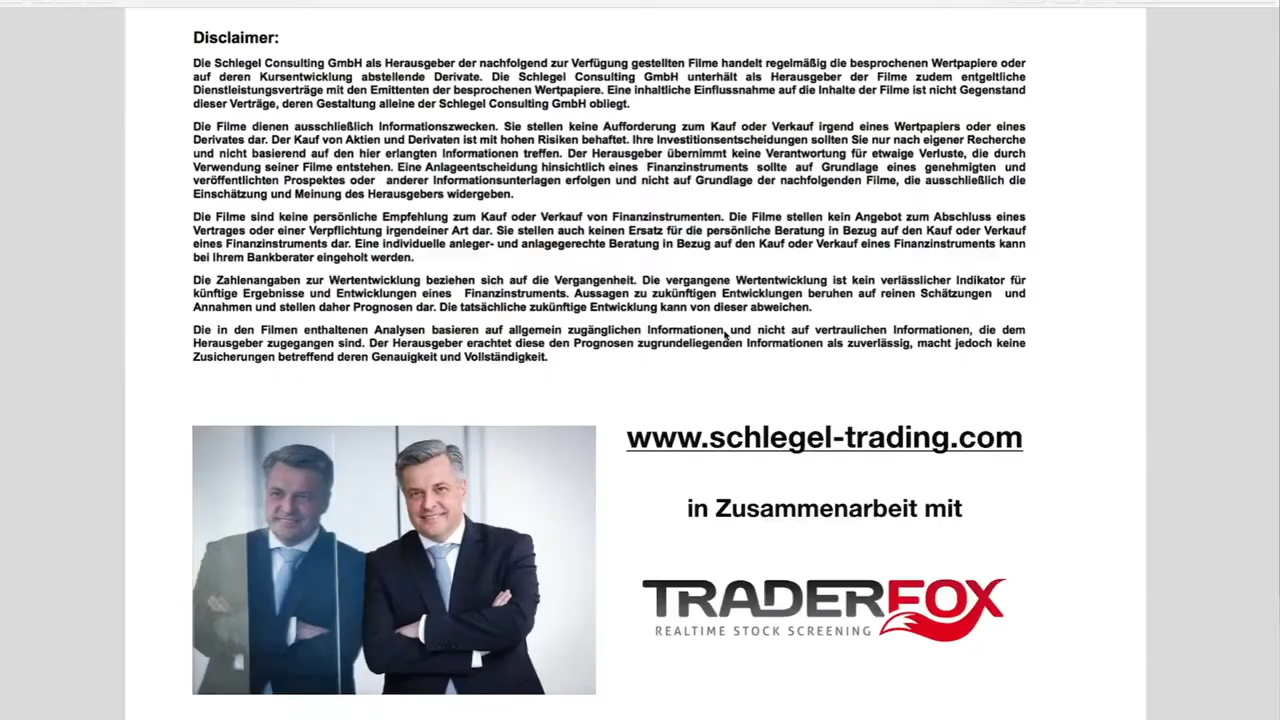 Disclaimer:
Die Schlegel Consulting GmbH als Herausgeber der nachfolgend zur Verfügung gestellten Filme handelt regelmäßig die besprochenen Wertpapiere oder
auf deren Kursentwicklung abstellende Derivate. Die Schlegel Consulting GmbH unterhält als Herausgeber der Filme zudem entgeltliche
Dienstleistungsverträge mit den Emittenten der besprochenen Wertpapiere. Eine inhaltliche Einflussnahme auf die Inhalte der Filme ist nicht Gegenstand
dieser Verträge, deren Gestaltung alleine der Schlegel Consulting GmbH obliegt.
Die Filme dienen ausschließlich Informationszwecken. Sie stellen keine Aufforderung zum Kauf oder Verkauf irgend eines Wertpapiers oder eines
Derivates dar. Der Kauf von Aktien und Derivaten ist mit hohen Risiken behaftet. Ihre Investitionsentscheidungen sollten Sie nur nach eigener Recherche
und nicht basierend auf den hier erlangten Informationen treffen. Der Herausgeber übernimmt keine Verantwortung für etwaige Verluste, die durch
Verwendung seiner Filme entstehen. Eine Anlageentscheidung hinsichtlich eines Finanzinstruments sollte auf Grundlage eines genehmigten und
veröffentlichten Prospektes oder anderer Informationsunterlagen erfolgen und nicht auf Grundlage der nachfolgenden Filme, die ausschließlich die
Einschätzung und Meinung des Herausgebers widergeben.
Die Filme sind keine persönliche Empfehlung zum Kauf oder Verkauf von Finanzinstrumenten. Die Filme stellen kein Angebot zum Abschluss eines
Vertrages oder einer Verpflichtung irgendeiner Art dar. Sie stellen auch keinen Ersatz für die persönliche Beratung in Bezug auf den Kauf oder Verkauf
eines Finanzinstruments dar. Eine individuelle anleger- und anlagegerechte Beratung in Bezug auf den Kauf oder Verkauf eines Finanzinstruments kann
bei Ihrem Bankberater eingeholt werden.
Die Zahlenangaben zur Wertentwicklung beziehen sich auf die Vergangenheit. Die vergangene Wertentwicklung ist kein verlässlicher Indikator für
künftige Ergebnisse und Entwicklungen eines Finanzinstruments. Aussagen zu zukünftigen Entwicklungen beruhen auf reinen Schätzungen und
Annahmen und stellen daher Prognosen dar. Die tatsächliche zukünftige Entwicklung kann von dieser abweichen.
Die in den Filmen enthaltenen Analysen basieren auf allgemein zugänglichen Informationen und nicht auf vertraulichen Informationen, die dem
Herausgeber zugegangen sind. Der Herausgeber erachtet diese den Prognosen zugrundeliegenden Informationen als zuverlässig, macht jedoch keine
Zusicherungen betreffend deren Genauigkeit und Vollständigkeit.
www.schlegel-trading.com
in Zusammenarbeit mit
TRADERFOX
REALTIME STOCK SCREENING